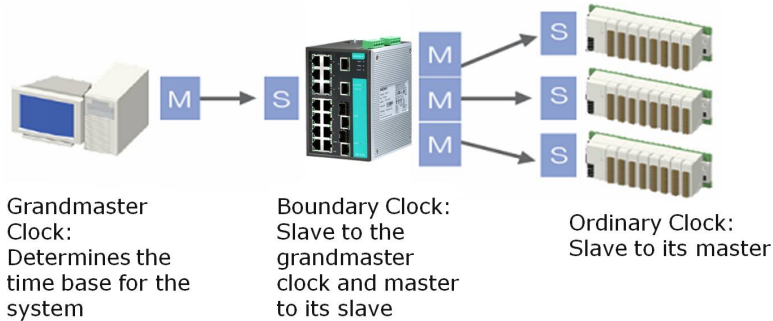 M
S
M
M
M
S
S
S
Grandmaster
Clock:
Determines the
time base for the
system
Boundary Clock:
Slave to the
grandmaster
clock and master
to its slave
Ordinary Clock:
Slave to its master